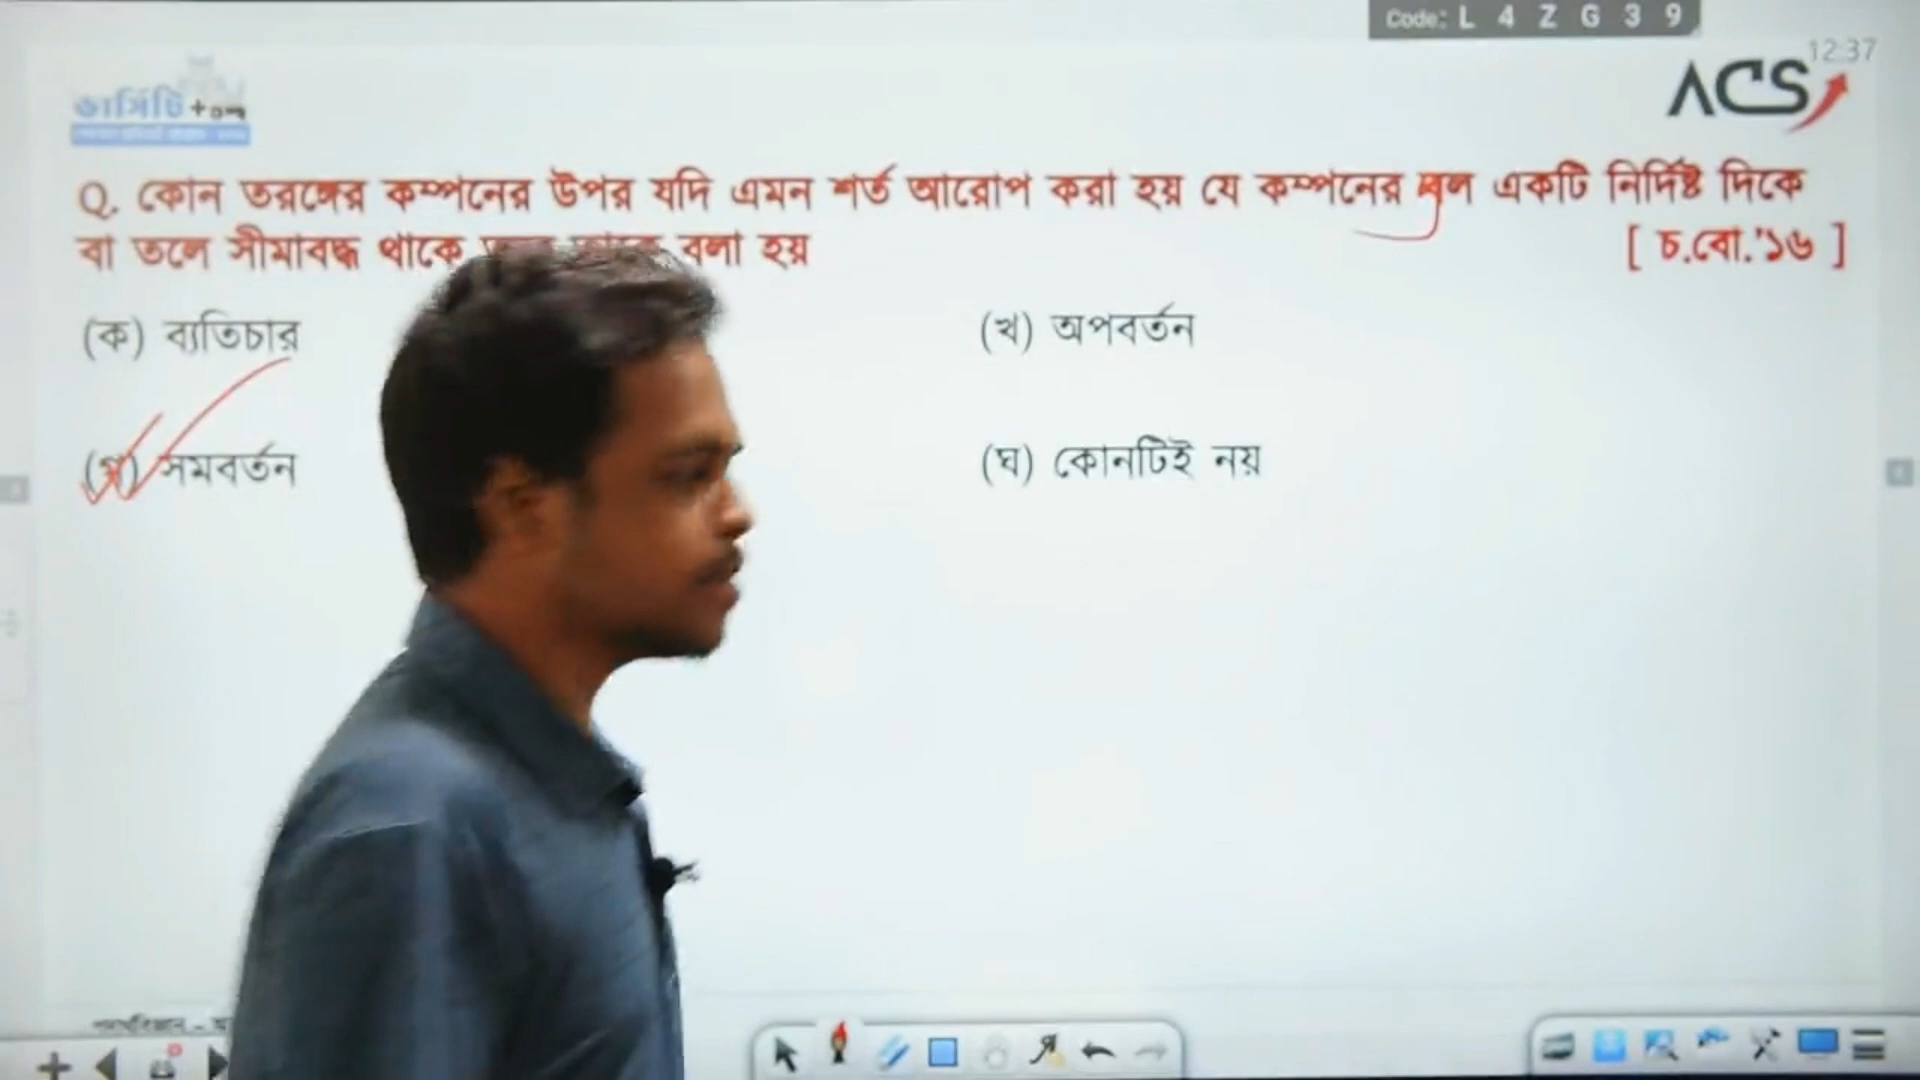 Code: L 4 Z G 3 9
12:37
ভার্সিটি +
ACS
Q. কোন তরঙ্গের কম্পনের উপর যদি এমন শর্ত আরোপ করা হয় যে কম্পনের একটি নির্দিষ্ট দিকে
বা তলে সীমাবদ্ধ থাকে বলা হয় [ চ.বো.'১৬ ]
(ক) ব্যতিচার (খ) অপবর্তন
(গ) সমবর্তন (ঘ) কোনটিই নয়